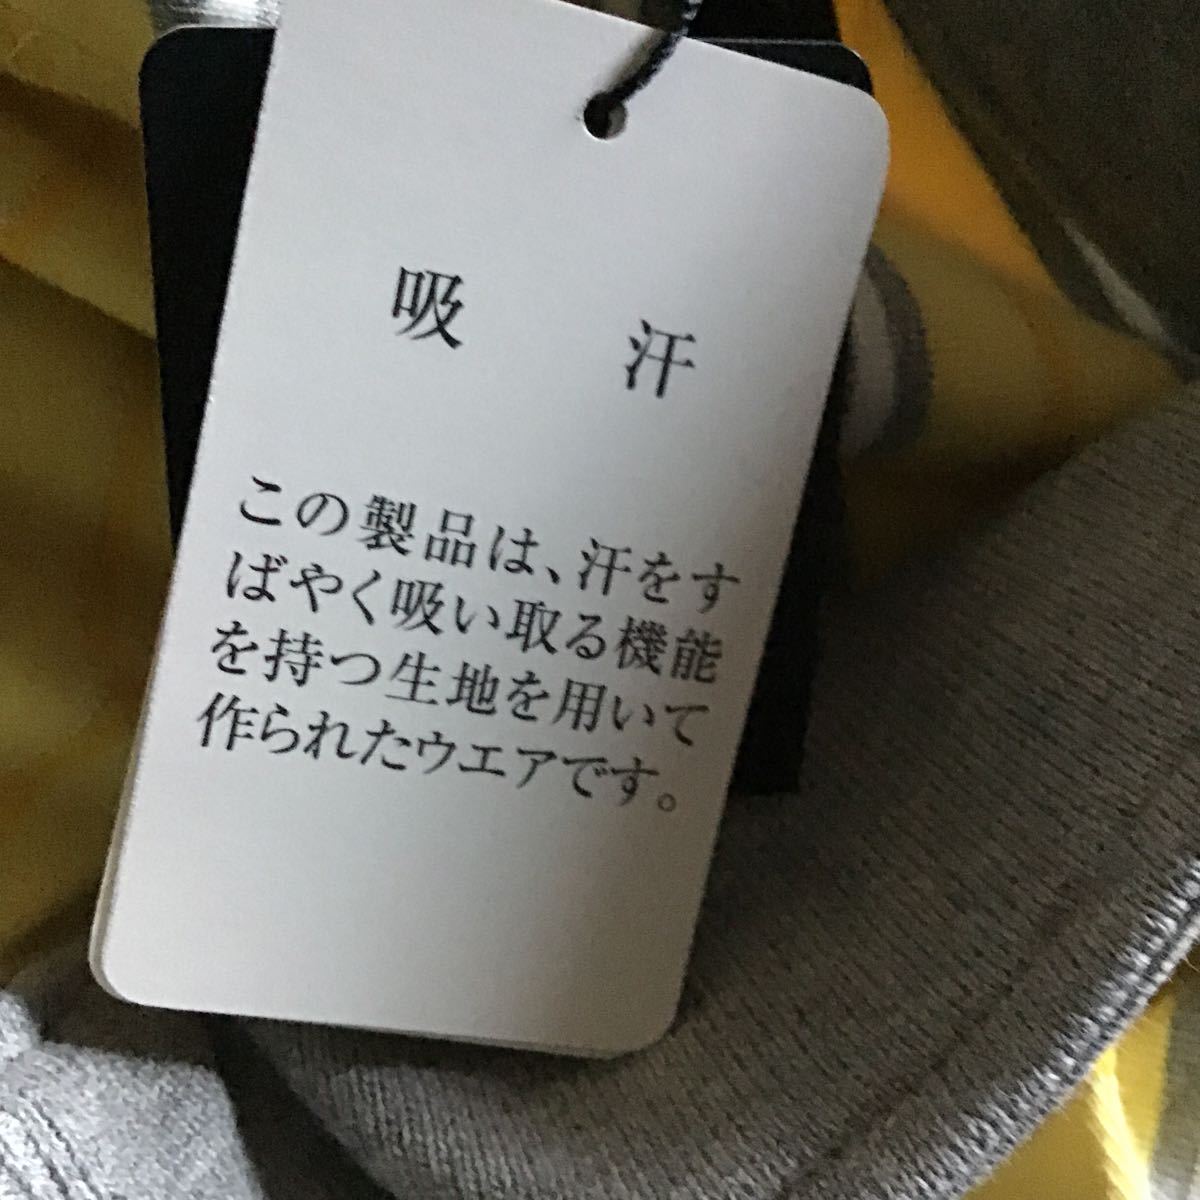 吸　汗
この製品は、汗をす
ばやく吸い取る機能
を持つ生地を用いて
作られたウエアです。